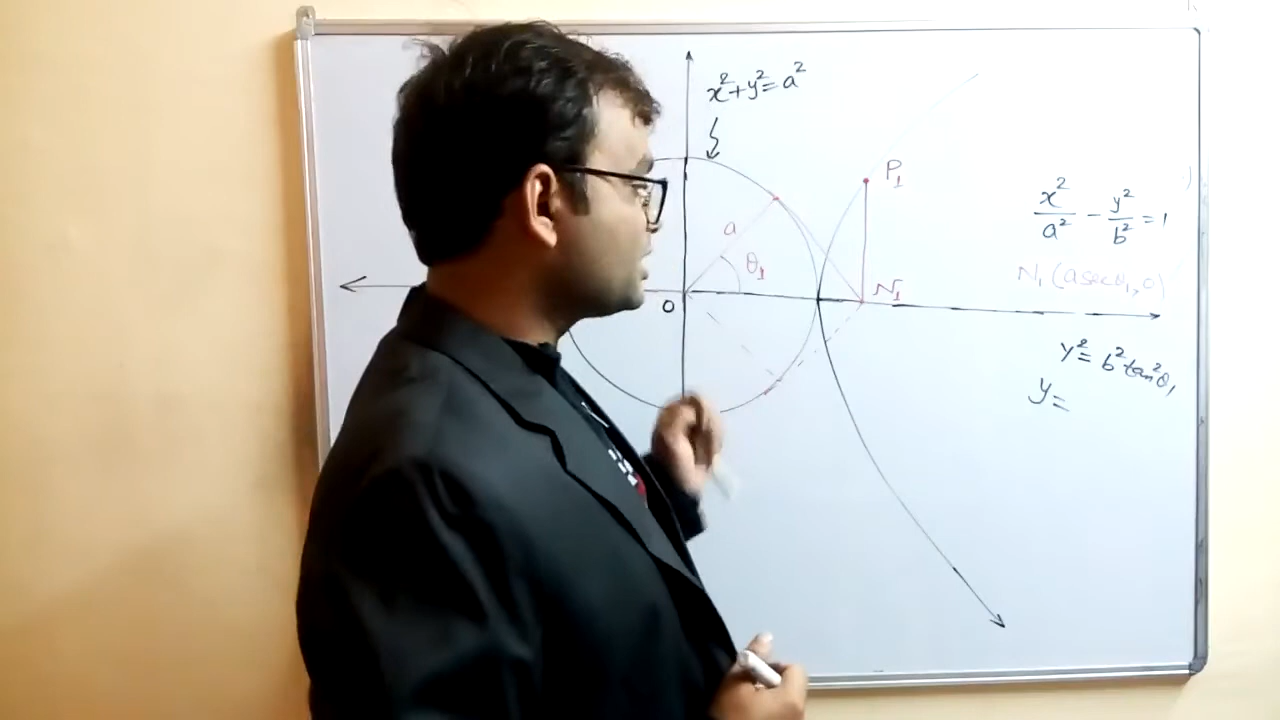 x²+y²=a²
P₁
x²/a² - y²/b² = 1
a
θ₁
N₁
N₁(a secθ₁,0)
O
y²= b² tan²θ₁
y=